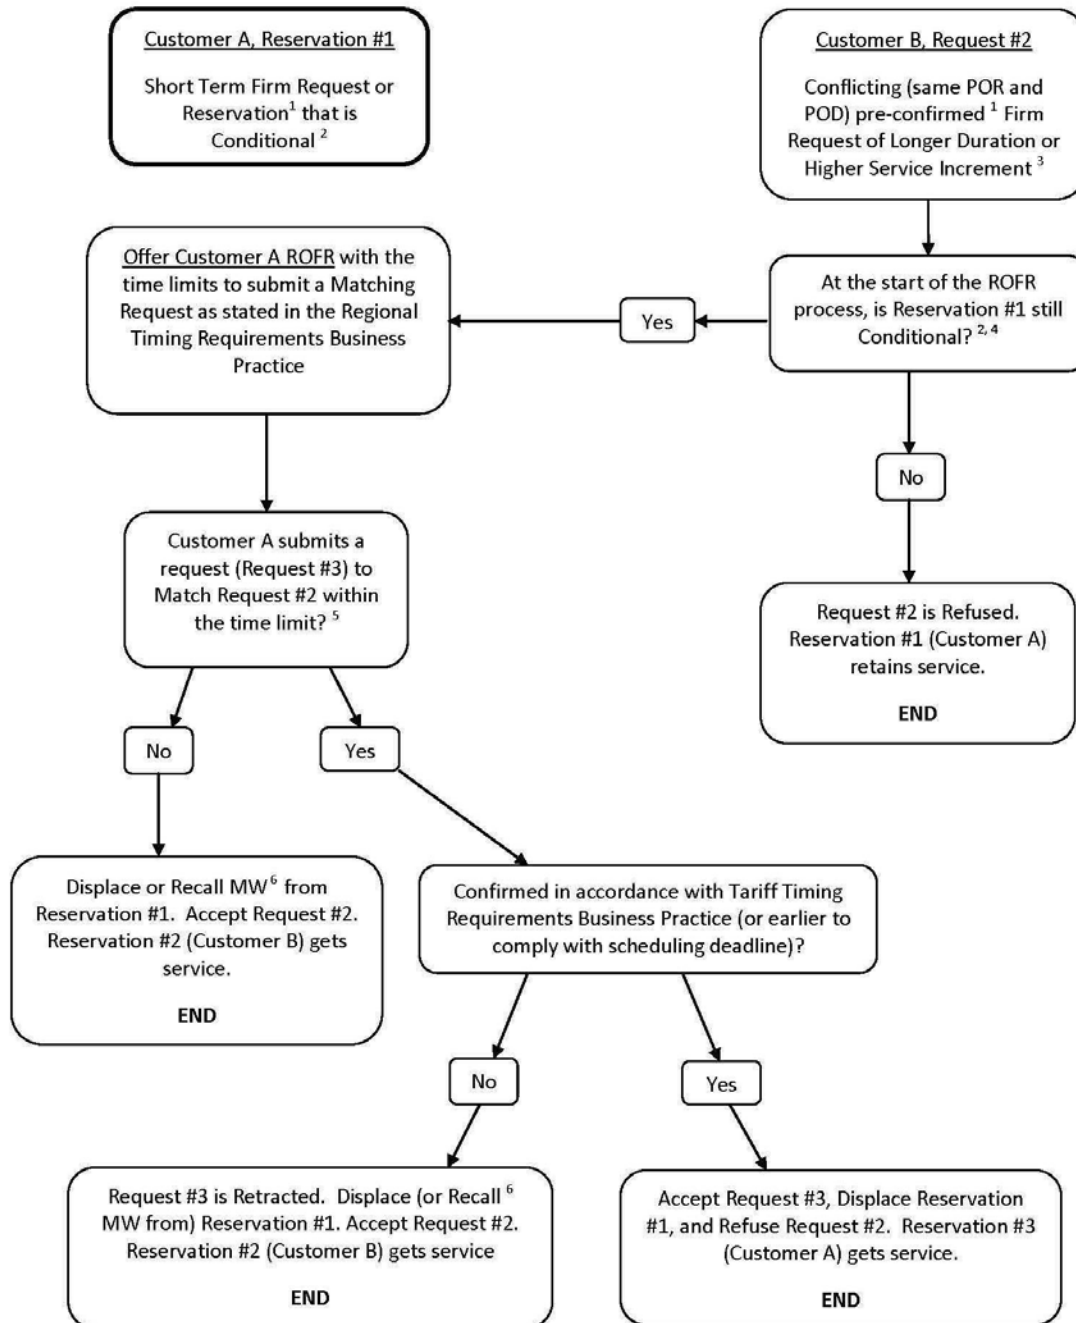 Customer A, Reservation #1
Short Term Firm Request or
Reservation1 that is
Conditional 2
Customer B, Request #2
Conflicting (same POR and
POD) pre-confirmed 1 Firm
Request of Longer Duration or
Higher Service Increment 3
Offer Customer A ROFR with the
time limits to submit a Matching
Request as stated in the Regional
Timing Requirements Business
Practice
Yes
At the start of the ROFR
process, is Reservation #1 still
Conditional? 2, 4
No
Customer A submits a
request (Request #3) to
Match Request #2 within
the time limit? 5
Request #2 is Refused.
Reservation #1 (Customer A)
retains service.
END
No
Yes
Displace or Recall MW6 from
Reservation #1. Accept Request #2.
Reservation #2 (Customer B) gets
service.
END
Confirmed in accordance with Tariff Timing
Requirements Business Practice (or earlier to
comply with scheduling deadline)?
No
Yes
Request #3 is Retracted. Displace (or Recall 6
MW from) Reservation #1. Accept Request #2.
Reservation #2 (Customer B) gets service
END
Accept Request #3, Displace Reservation
#1, and Refuse Request #2. Reservation #3
(Customer A) gets service.
END